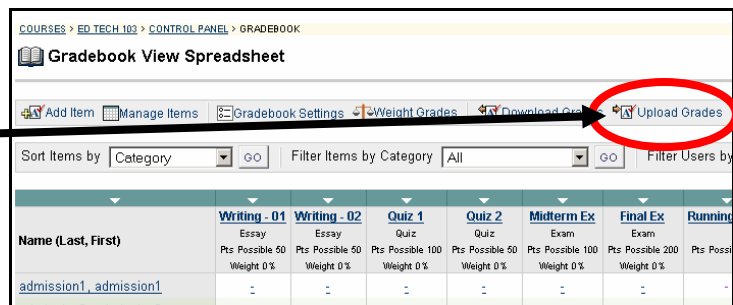 COURSES > ED TECH 103 > CONTROL PANEL > GRADEBOOK
Gradebook View Spreadsheet
Add Item Manage Items Gradebook Settings Weight Grades Download Grades Upload Grades
Sort Items by Category GO Filter Items by Category All GO Filter Users by
Name (Last, First) Writing - 01 Writing - 02 Quiz 1 Quiz 2 Midterm Ex Final Ex Running
Essay Essay Quiz Quiz Exam Exam
Pts Possible 50 Pts Possible 50 Pts Possible 100 Pts Possible 50 Pts Possible 100 Pts Possible 200 Pts Possi
Weight 0% Weight 0% Weight 0% Weight 0% Weight 0% Weight 0%
admission1, admission1 - - - - - - -